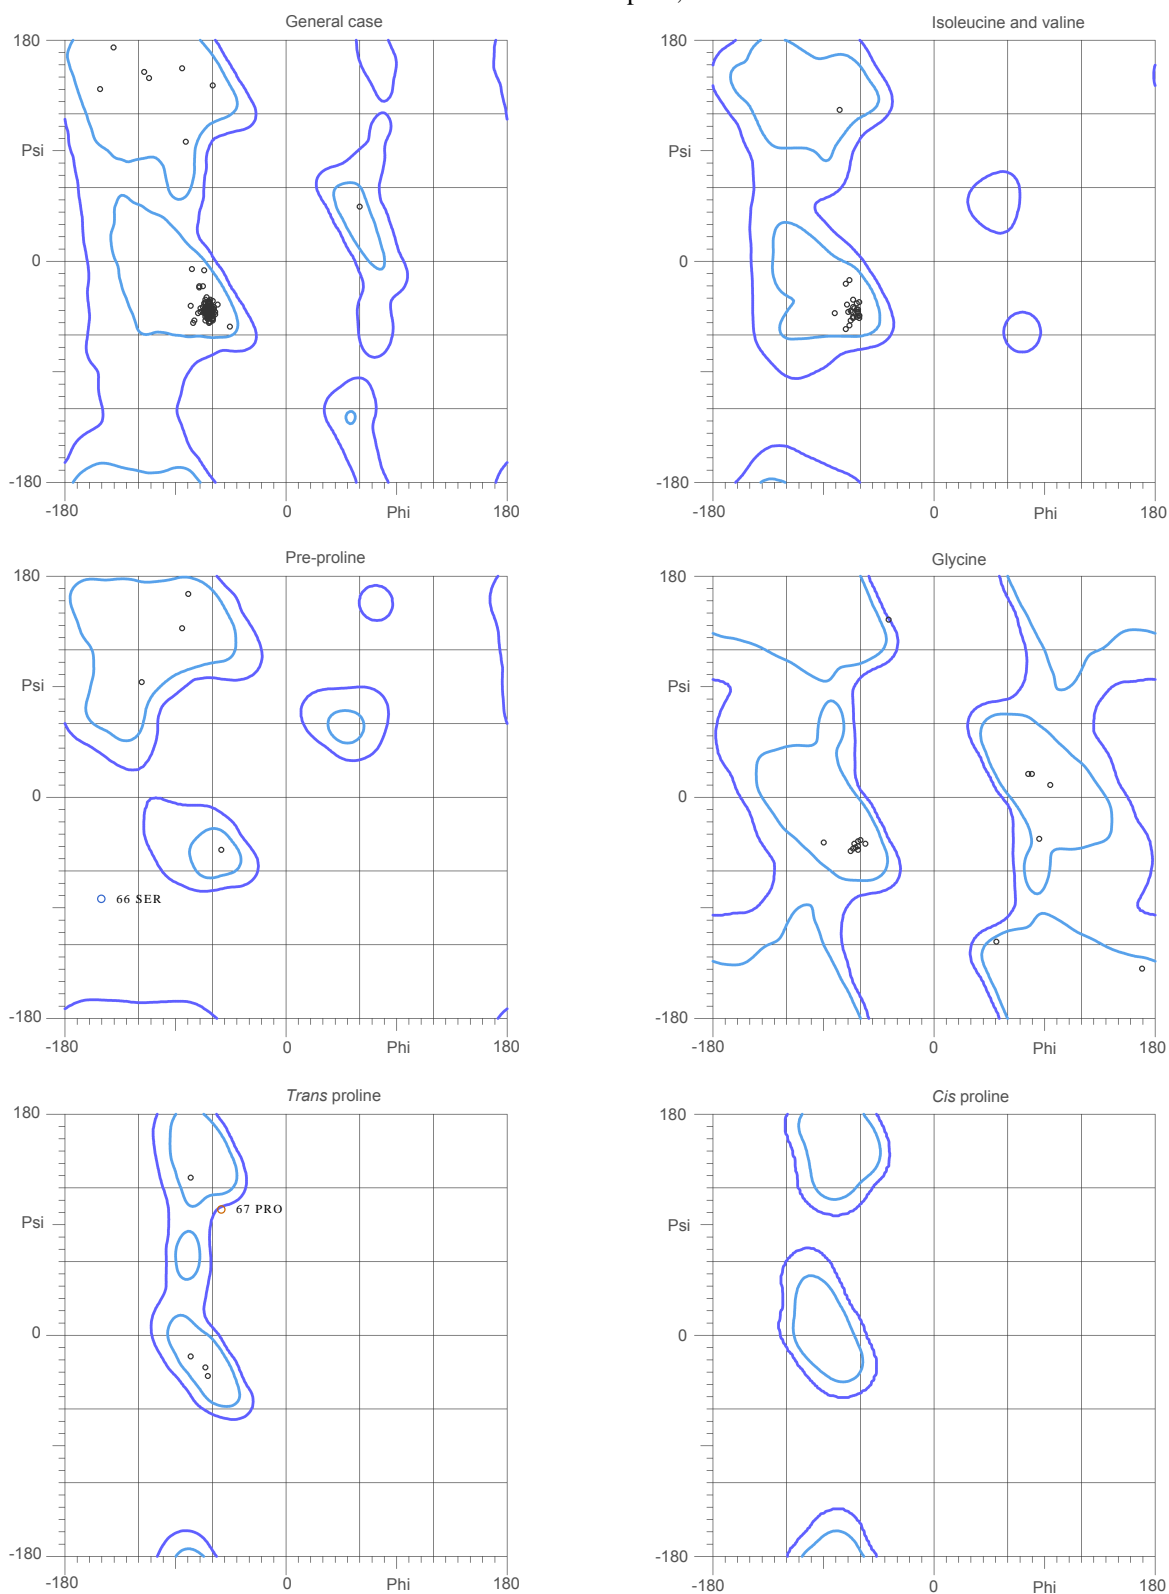 General case
Isoleucine and valine
180
Psi
0
-180
-180
0
Phi
180
180
Psi
0
-180
-180
0
Phi
180
Pre-proline
Glycine
180
Psi
0
66 SER
-180
-180
0
Phi
180
180
Psi
0
-180
-180
0
Phi
180
Trans proline
Cis proline
180
67 PRO
Psi
0
-180
-180
0
Phi
180
180
Psi
0
-180
-180
0
Phi
180